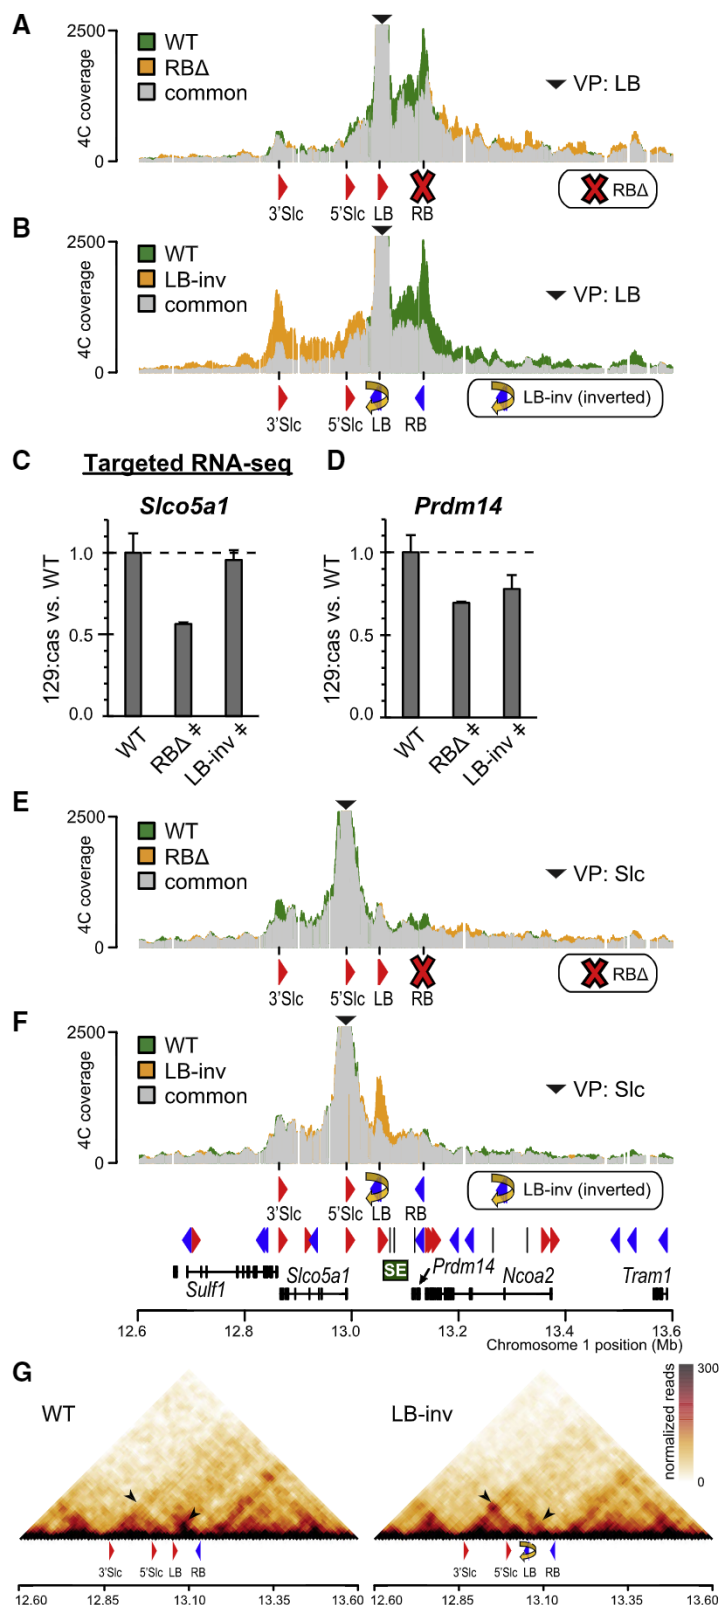 A
2500
0
4C coverage
WT
RBΔ
common
VP: LB
3'Slc
5'Slc
LB
RB
RBΔ
B
2500
0
4C coverage
WT
LB-inv
common
VP: LB
3'Slc
5'Slc
LB
RB
LB-inv (inverted)
C
Targeted RNA-seq
D
Slco5a1
129:cas vs. WT
1.0
0.5
0.0
WT
RBΔ ‡
LB-inv ‡
Prdm14
129:cas vs. WT
1.0
0.5
0.0
WT
RBΔ ‡
LB-inv ‡
E
2500
0
4C coverage
WT
RBΔ
common
VP: Slc
3'Slc
5'Slc
LB
RB
RBΔ
F
2500
0
4C coverage
WT
LB-inv
common
VP: Slc
3'Slc
5'Slc
LB
RB
LB-inv (inverted)
SE
Prdm14
Sulf1
Slco5a1
Ncoa2
Tram1
12.6
12.8
13.0
13.2
13.4
13.6
Chromosome 1 position (Mb)
G
WT
LB-inv
normalized reads
300
0
3'Slc
5'Slc
LB
RB
12.60
12.85
13.10
13.35
13.60
3'Slc
5'Slc
LB
RB
12.60
12.85
13.10
13.35
13.60